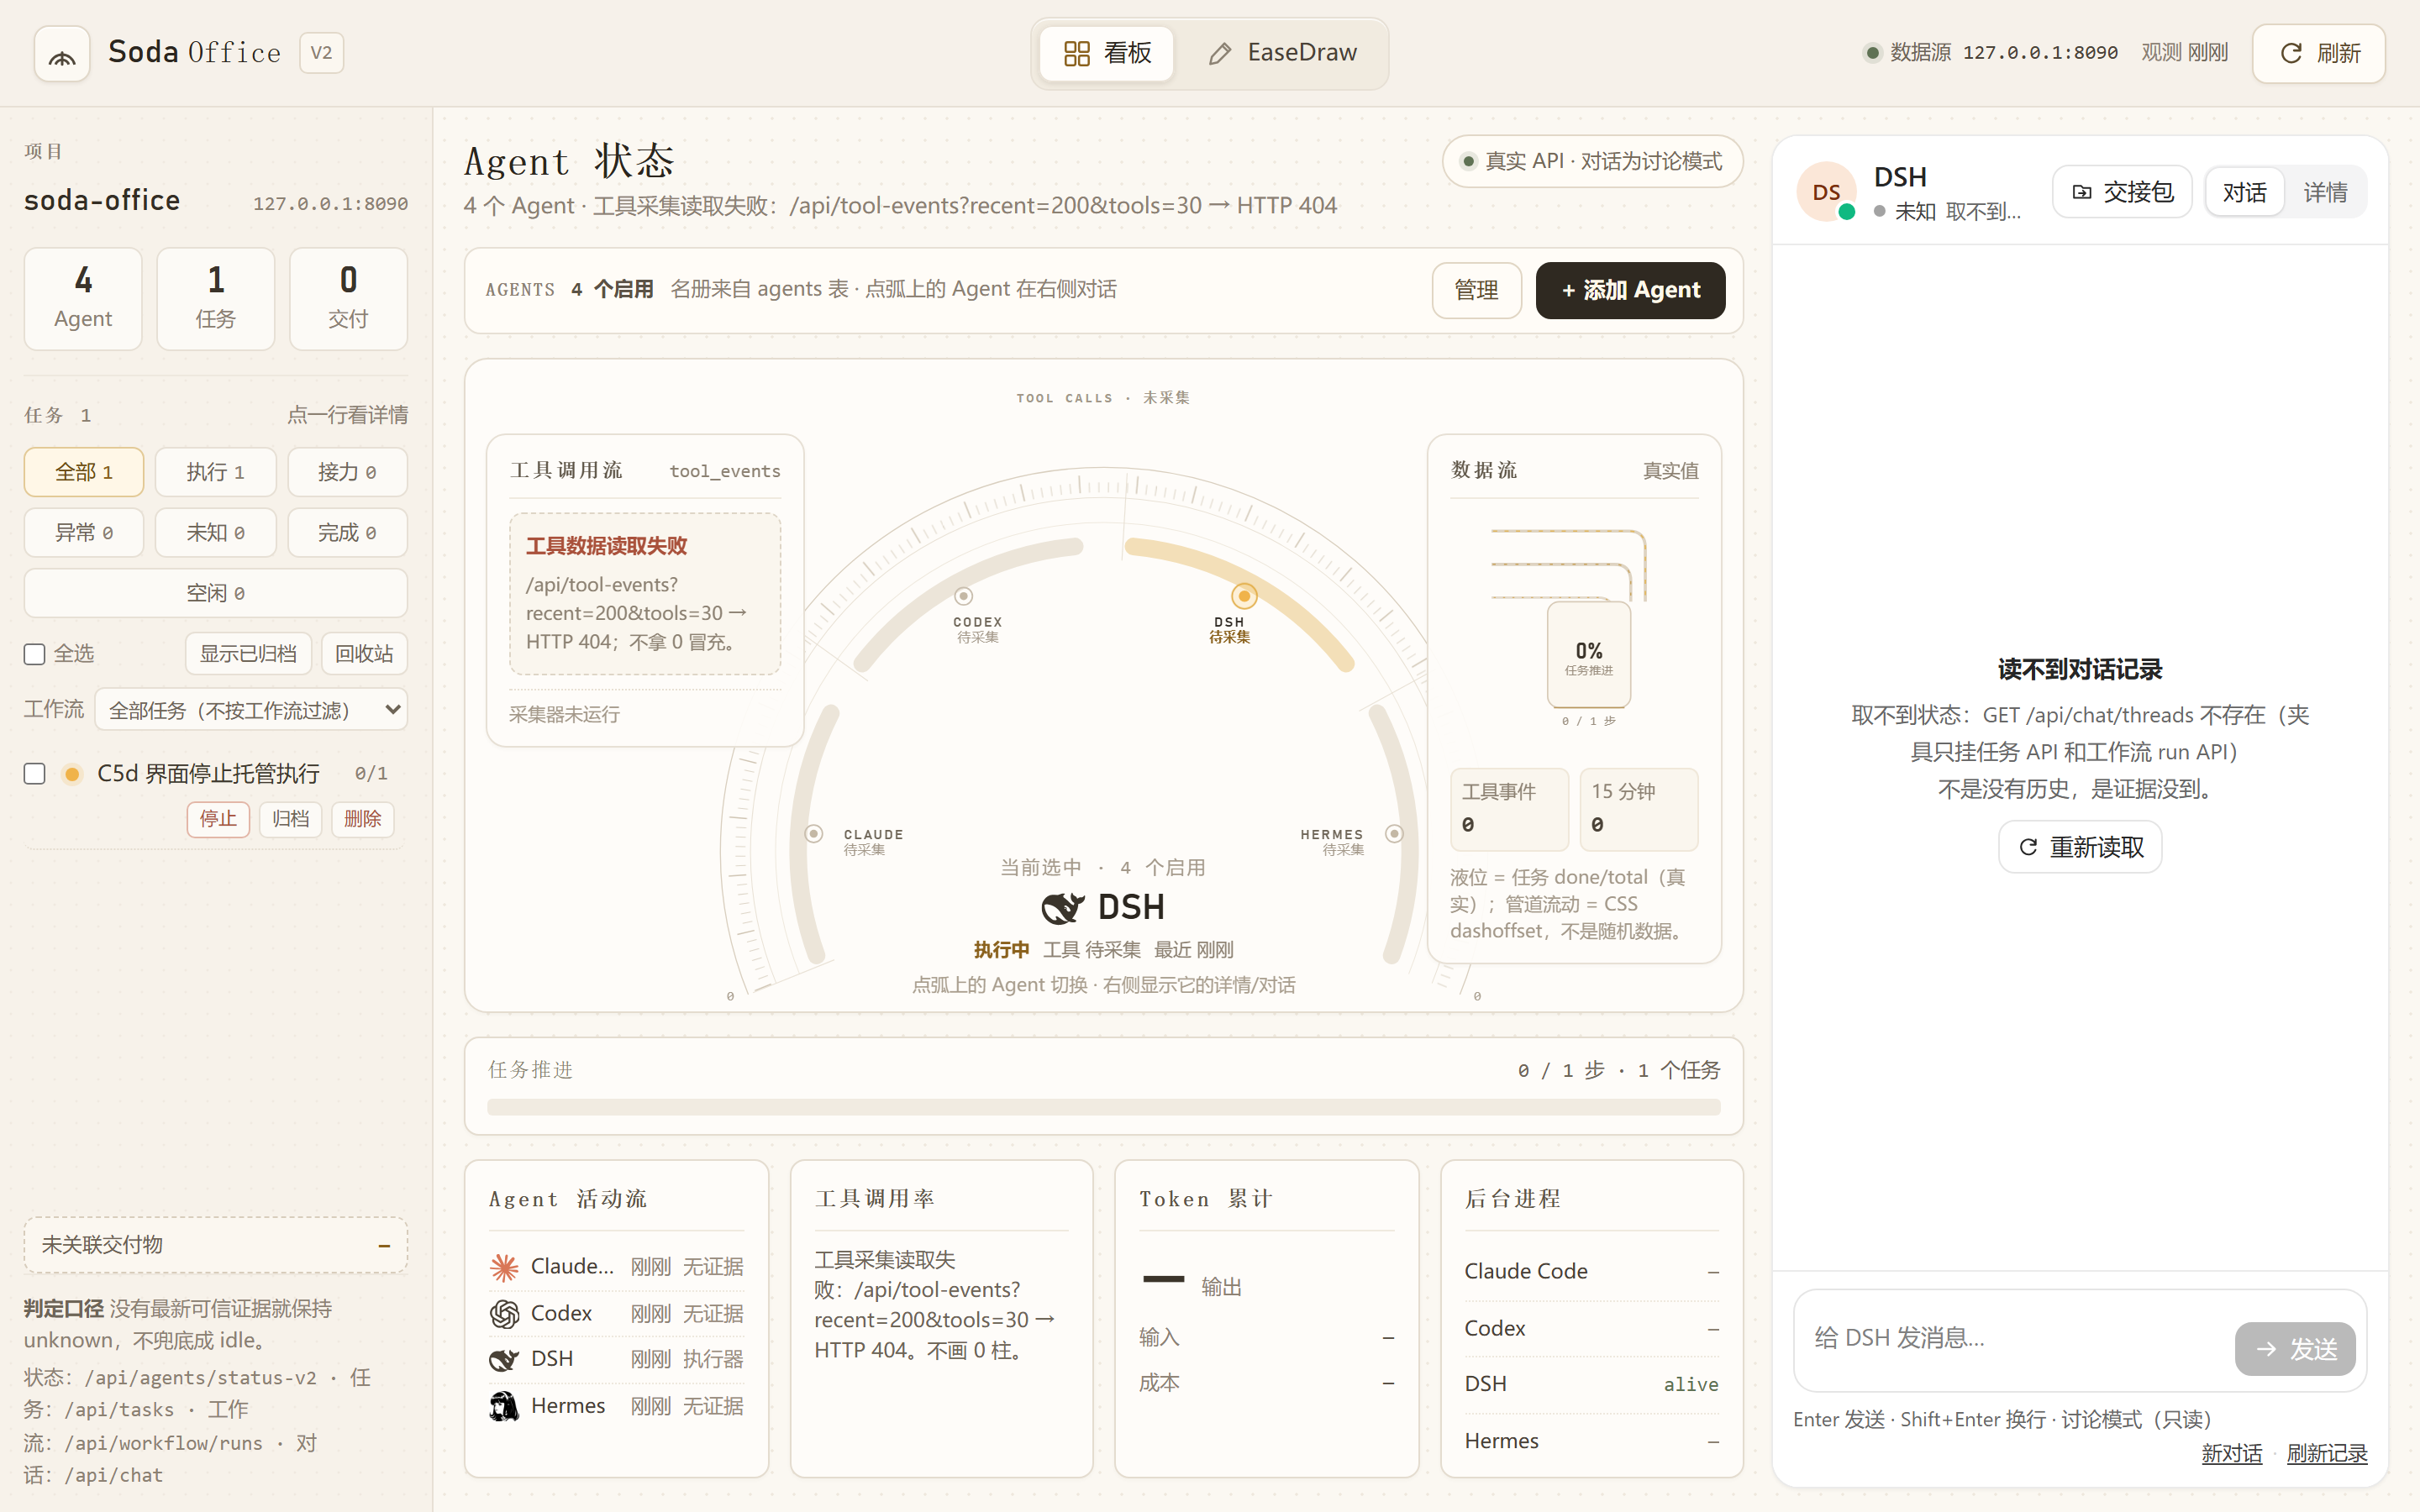 Soda Office V2
看板
EaseDraw
数据源 127.0.0.1:8090 观测 刚刚
刷新
项目
soda-office 127.0.0.1:8090
4 Agent
1 任务
0 交付
任务 1 点一行看详情
全部 1 执行 1 接力 0
异常 0 未知 0 完成 0
空闲 0
全选 显示已归档 回收站
工作流 全部任务（不按工作流过滤）
C5d 界面停止托管执行 0/1
停止 归档 删除
未关联交付物 –
判定口径 没有最新可信证据就保持
unknown，不兜底成 idle。
状态：/api/agents/status-v2 · 任
务：/api/tasks · 工作
流：/api/workflow/runs · 对
话：/api/chat
Agent 状态
4 个 Agent · 工具采集读取失败：/api/tool-events?recent=200&tools=30 → HTTP 404
真实 API · 对话为讨论模式
AGENTS 4 个启用 名册来自 agents 表 · 点弧上的 Agent 在右侧对话
管理 + 添加 Agent
TOOL CALLS · 未采集
工具调用流 tool_events
工具数据读取失败
/api/tool-events?
recent=200&tools=30 →
HTTP 404；不拿 0 冒充。
采集器未运行
CODEX
待采集
DSH
待采集
CLAUDE
待采集
HERMES
待采集
当前选中 · 4 个启用
DSH
执行中 工具 待采集 最近 刚刚
点弧上的 Agent 切换 · 右侧显示它的详情/对话
0
0
数据流 真实值
0%
任务推进
0 / 1 步
工具事件
0
15 分钟
0
液位 = 任务 done/total（真
实）；管道流动 = CSS
dashoffset，不是随机数据。
任务推进 0 / 1 步 · 1 个任务
Agent 活动流
Claude... 刚刚 无证据
Codex 刚刚 无证据
DSH 刚刚 执行器
Hermes 刚刚 无证据
工具调用率
工具采集读取失
败：/api/tool-events?
recent=200&tools=30 →
HTTP 404。不画 0 柱。
Token 累计
— 输出
输入 –
成本 –
后台进程
Claude Code –
Codex –
DSH alive
Hermes –
DS
DSH
未知 取不到...
交接包
对话 详情
读不到对话记录
取不到状态：GET /api/chat/threads 不存在（夹
具只挂任务 API 和工作流 run API）
不是没有历史，是证据没到。
重新读取
给 DSH 发消息...
→ 发送
Enter 发送 · Shift+Enter 换行 · 讨论模式（只读）
新对话 · 刷新记录